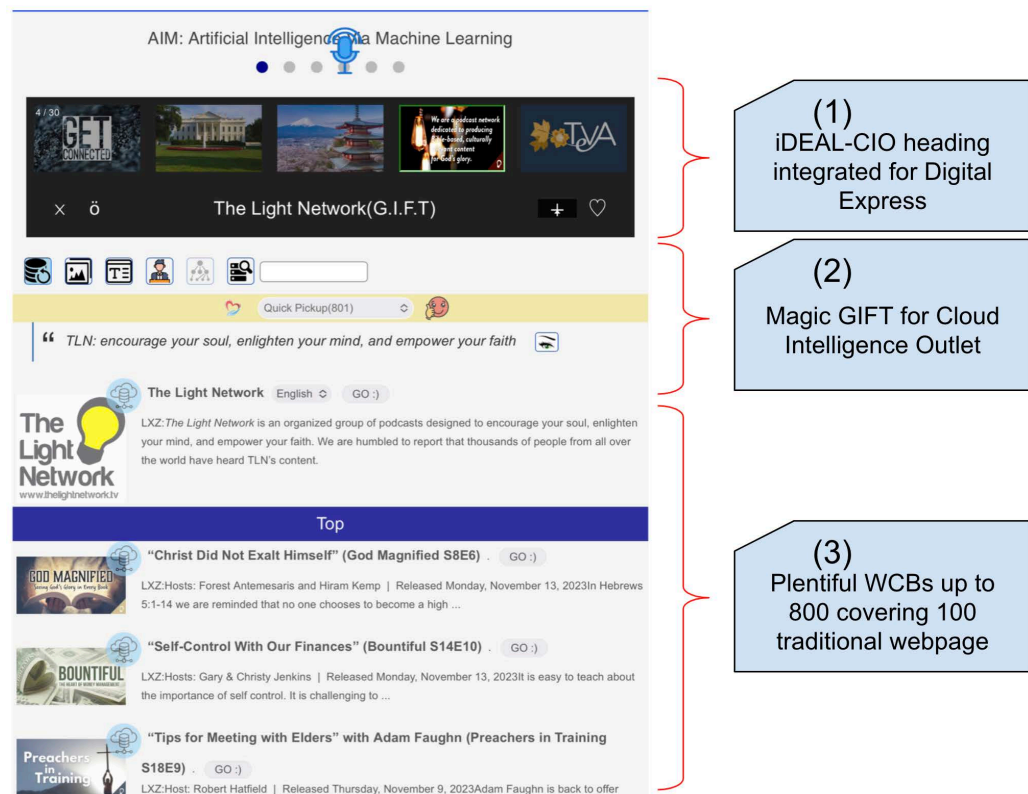 AIM: Artificial Intelligence Via Machine Learning
4 / 30
GET
CONNECTED
We are a podcast network
dedicated to producing
-based, culturally
content
for God's glory.
TeVA
× ö The Light Network(G.I.F.T) + ♡
Quick Pickup(801)
“ TLN: encourage your soul, enlighten your mind, and empower your faith
The
Light
Network
www.thelightnetwork.tv
The Light Network English GO :)
LXZ:The Light Network is an organized group of podcasts designed to encourage your soul, enlighten
your mind, and empower your faith. We are humbled to report that thousands of people from all over
the world have heard TLN’s content.
Top
GOD MAGNIFIED
Seeing God's Glory in Every Book
“Christ Did Not Exalt Himself” (God Magnified S8E6) . GO :)
LXZ:Hosts: Forest Antemesaris and Hiram Kemp | Released Monday, November 13, 2023In Hebrews
5:1-14 we are reminded that no one chooses to become a high ...
BOUNTIFUL
THE HEART OF MONEY MANAGEMENT
“Self-Control With Our Finances” (Bountiful S14E10) . GO :)
LXZ:Hosts: Gary & Christy Jenkins | Released Monday, November 13, 2023It is easy to teach about
the importance of self control. It is challenging to ...
Preachers
in
Training
“Tips for Meeting with Elders” with Adam Faughn (Preachers in Training
S18E9) . GO :)
LXZ:Host: Robert Hatfield | Released Thursday, November 9, 2023Adam Faughn is back to offer
(1)
iDEAL-CIO heading
integrated for Digital
Express
(2)
Magic GIFT for Cloud
Intelligence Outlet
(3)
Plentiful WCBs up to
800 covering 100
traditional webpage